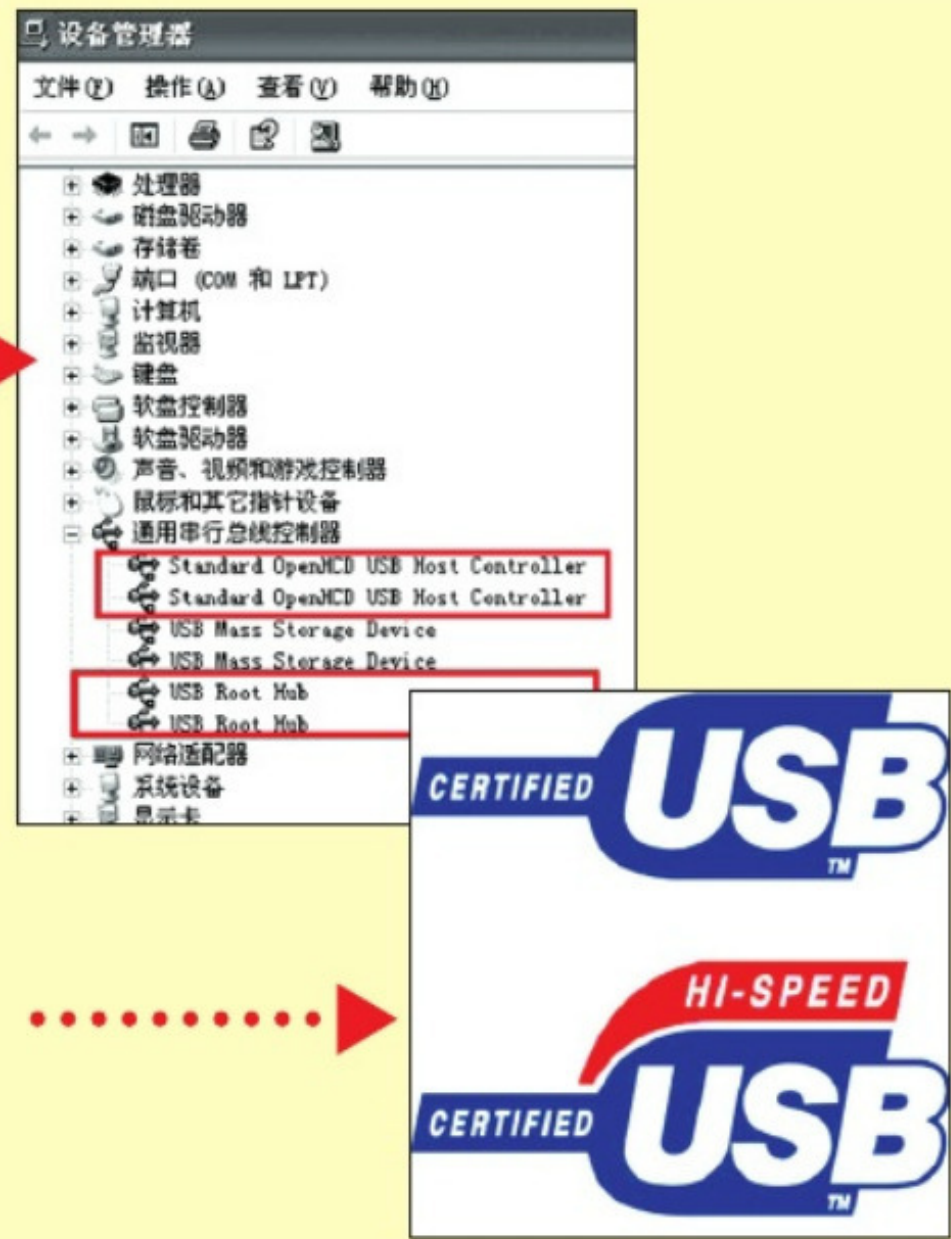 设备管理器
文件(F) 操作(A) 查看(V) 帮助(H)
处理器
磁盘驱动器
存储卷
端口 (COM 和 LPT)
计算机
监视器
键盘
软盘控制器
软盘驱动器
声音、视频和游戏控制器
鼠标和其它指针设备
通用串行总线控制器
Standard OpenHCD USB Host Controller
Standard OpenHCD USB Host Controller
USB Mass Storage Device
USB Mass Storage Device
USB Root Hub
USB Root Hub
网络适配器
系统设备
显示卡
CERTIFIED USB
TM
HI-SPEED
CERTIFIED USB
TM